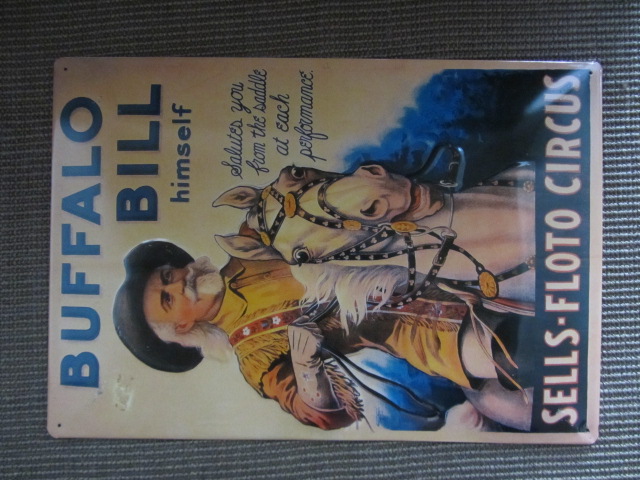 BUFFALO
BILL
himself
Salutes you
from the saddle
at each
performance.
SELLS-FLOTO CIRCUS